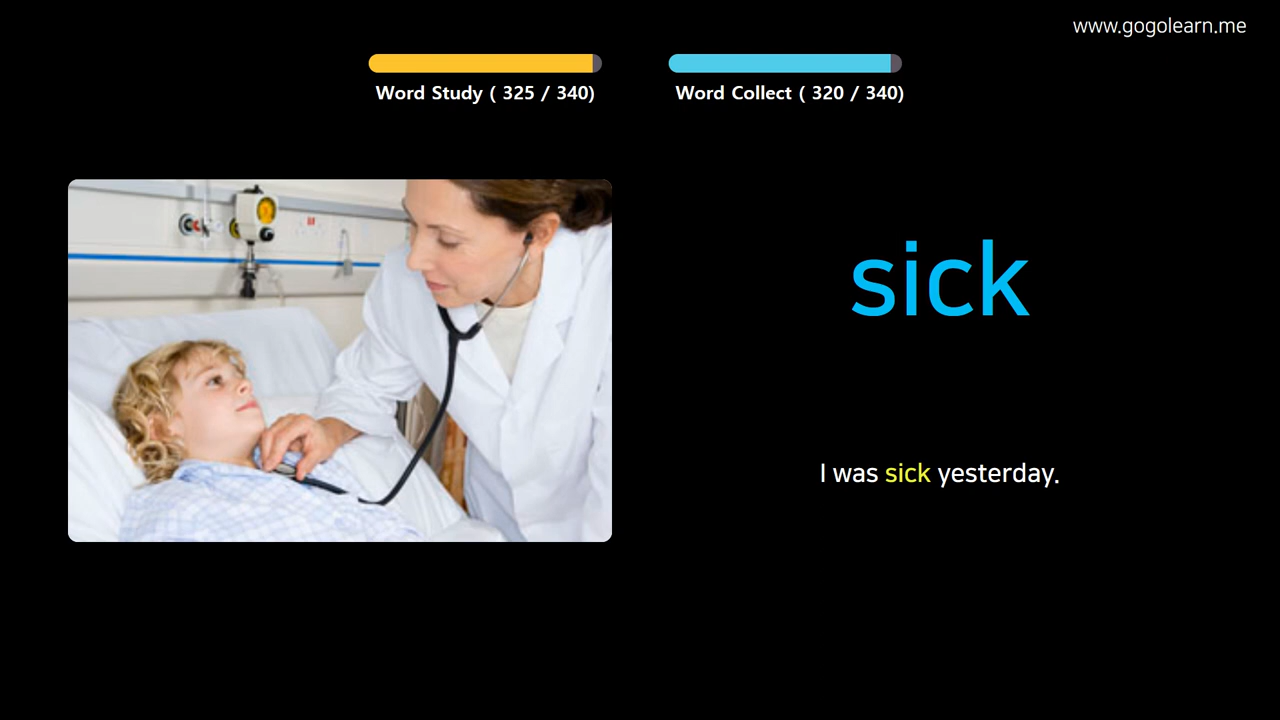 www.gogolearn.me
Word Study ( 325 / 340)
Word Collect ( 320 / 340)
sick
I was sick yesterday.